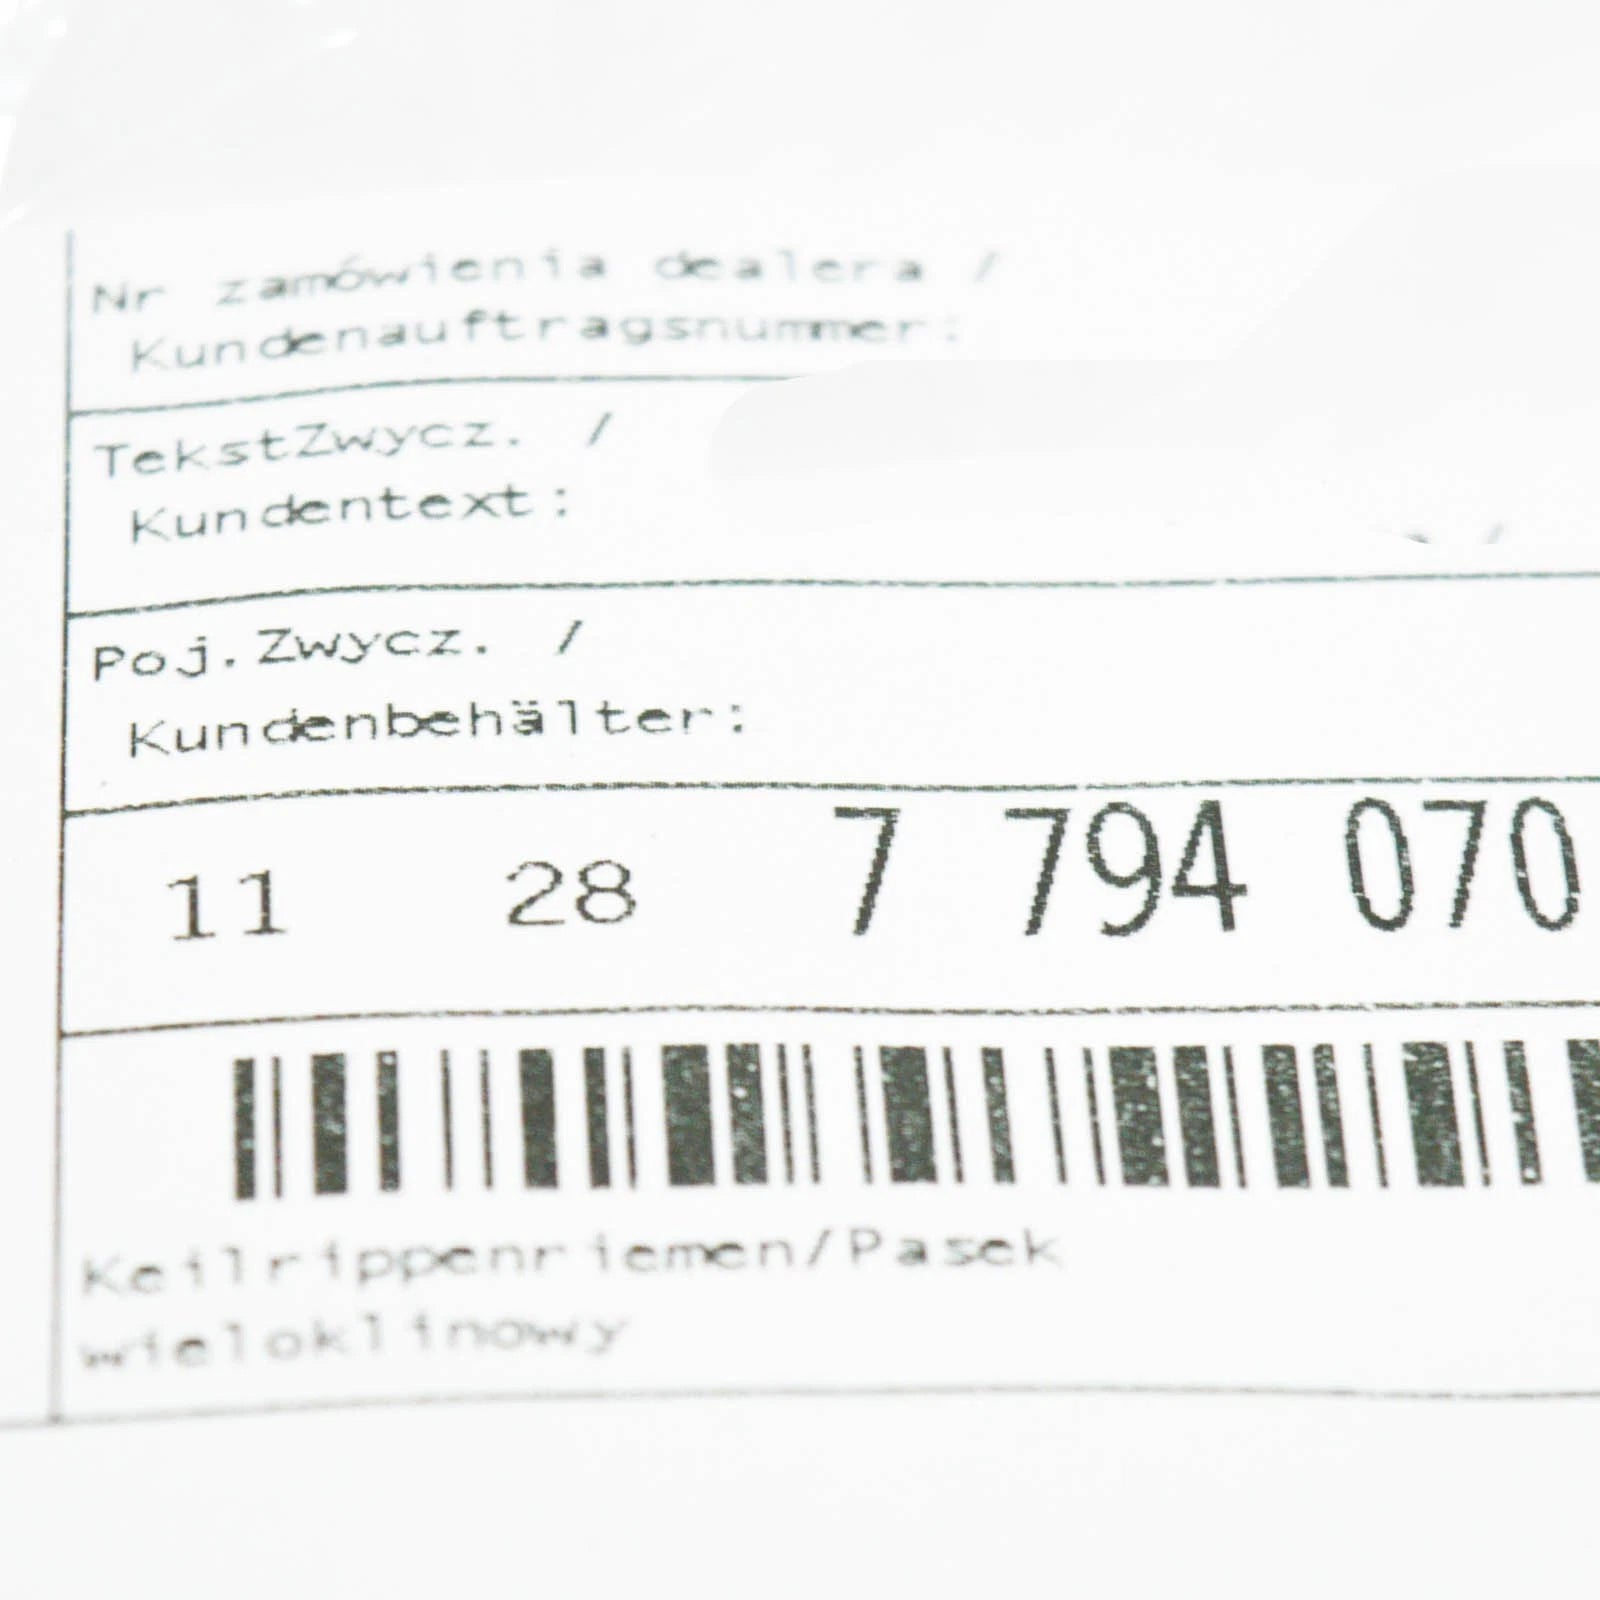 Nr zamówienia dealera /
Kundenauftragsnummer:
TekstZwycz. /
Kundentext:
Poj.Zwycz. /
Kundenbehälter:
11 28 7 794 070
Keilrippenriemen/Pasek
wieloklinowy